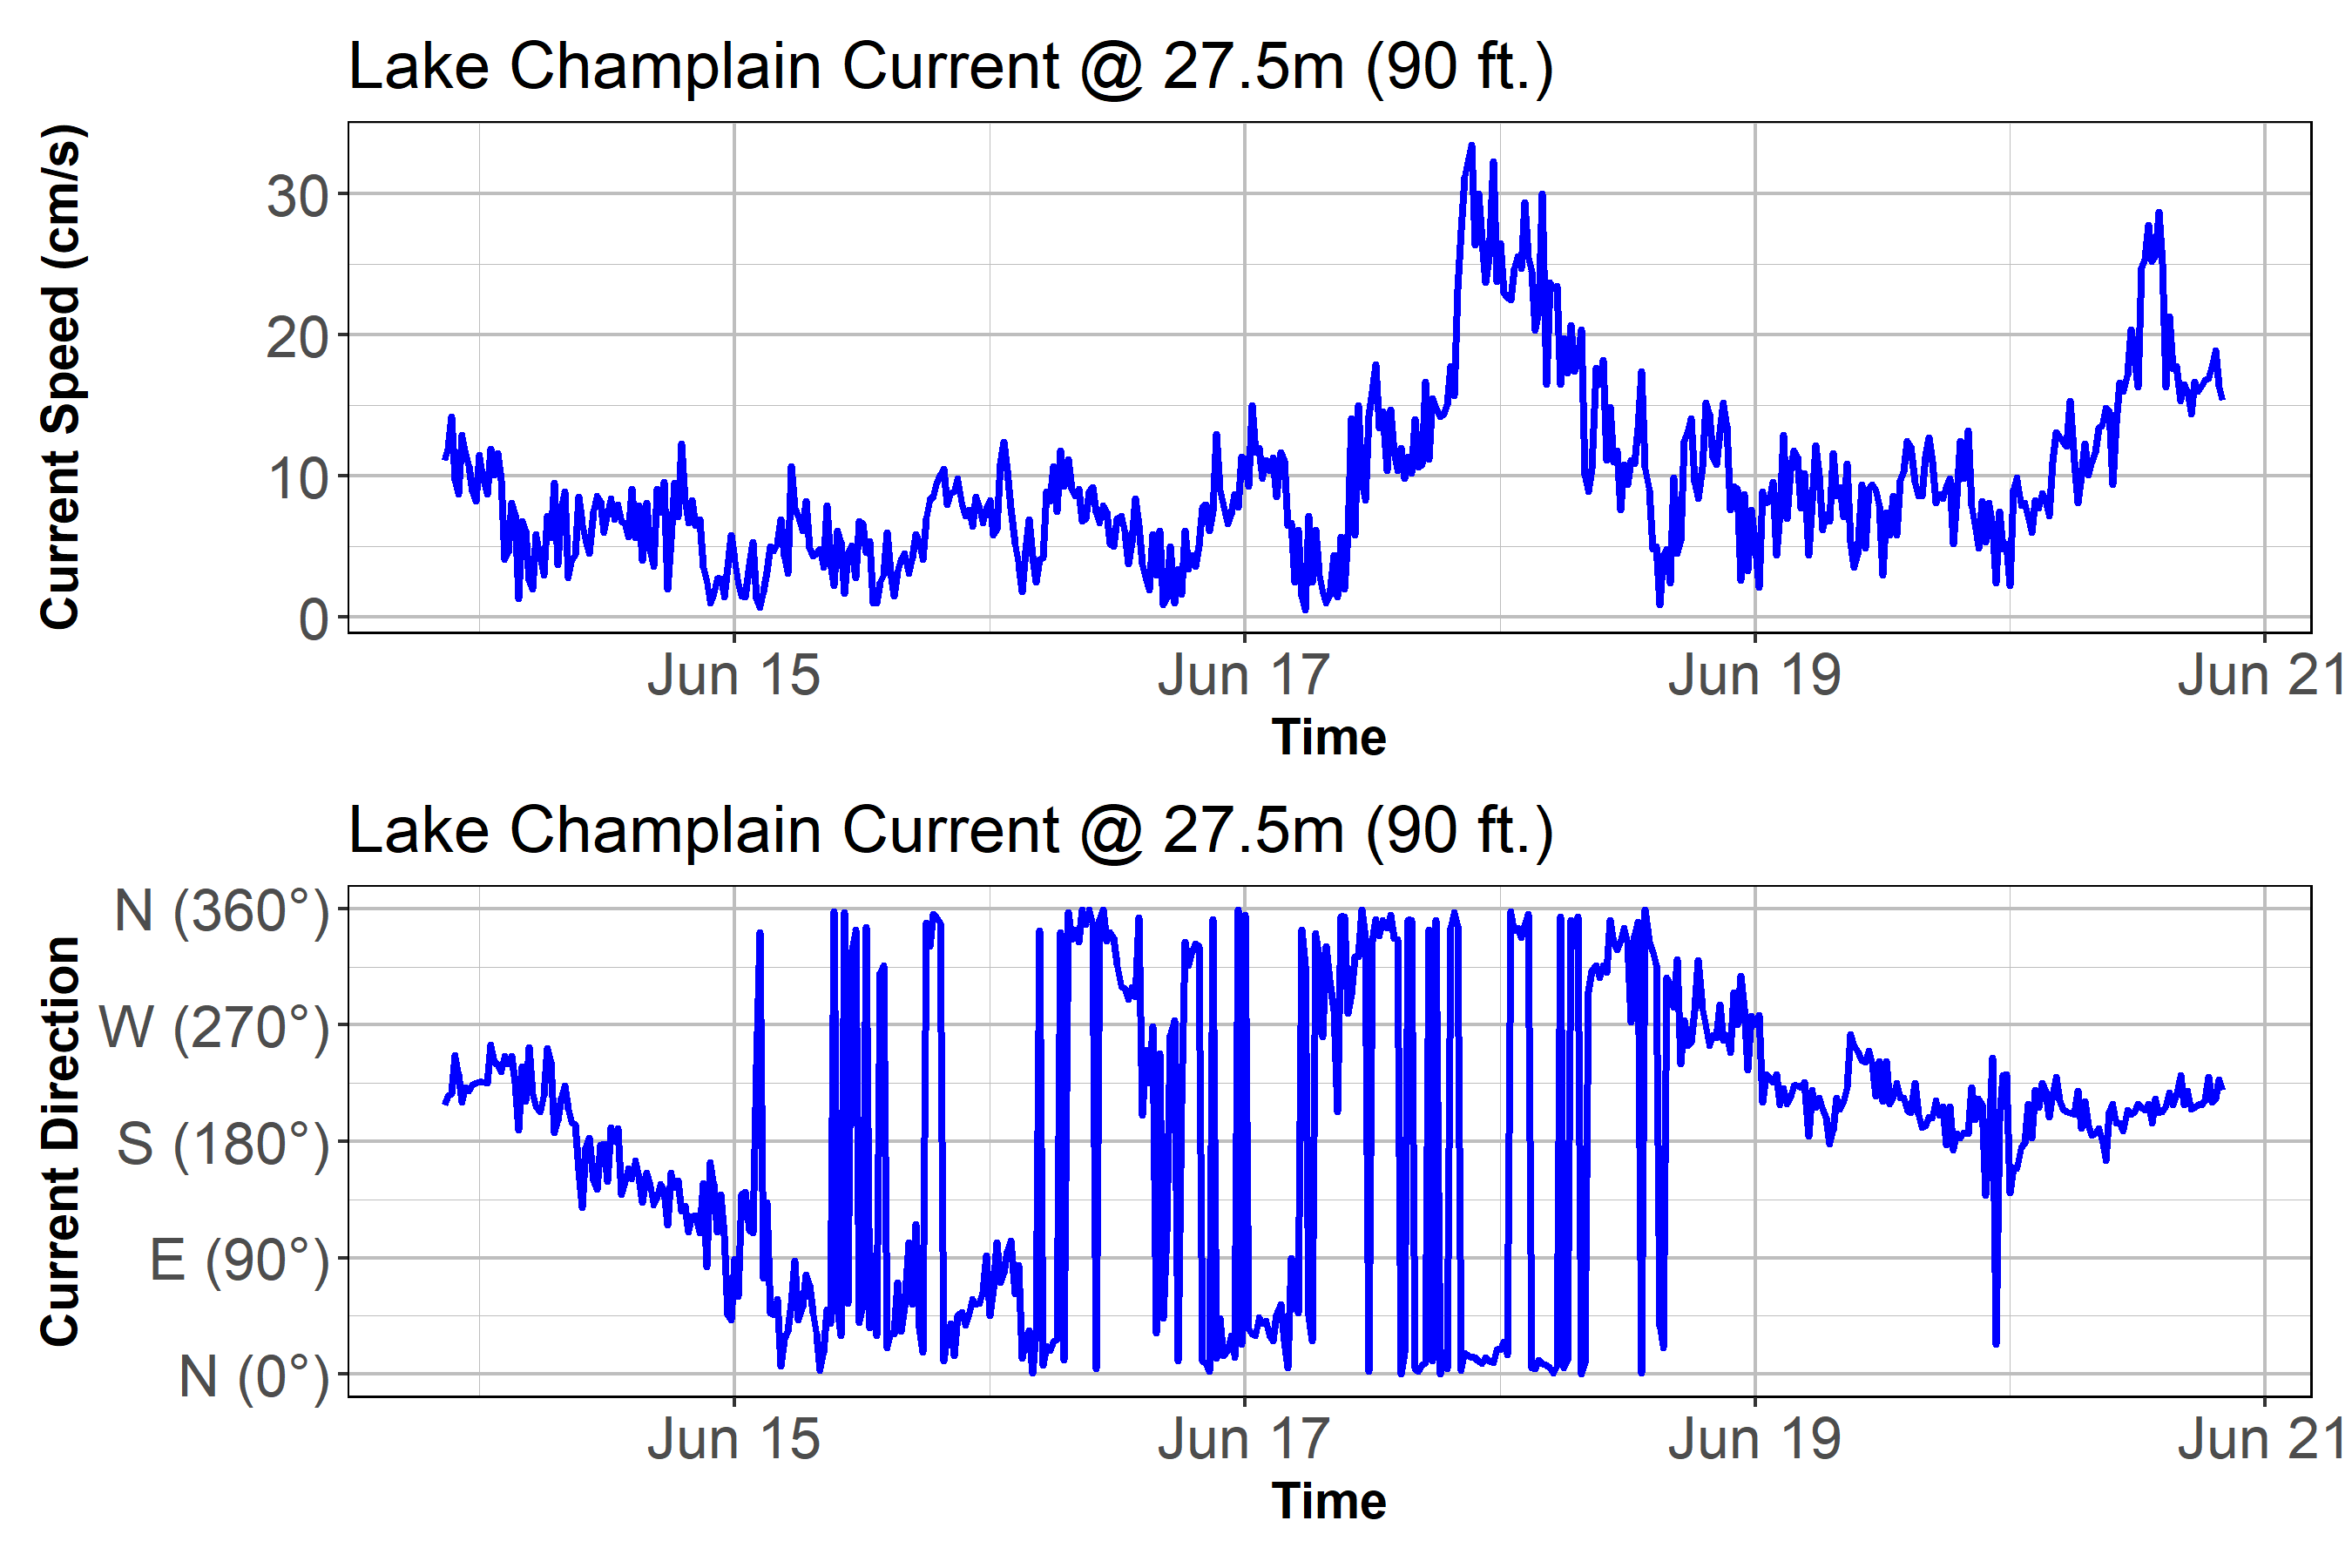 Lake Champlain Current @ 27.5m (90 ft.)
Current Speed (cm/s)
30
20
10
0
Jun 15 Jun 17 Jun 19 Jun 21
Time
Lake Champlain Current @ 27.5m (90 ft.)
Current Direction
N (360°)
W (270°)
S (180°)
E (90°)
N (0°)
Jun 15 Jun 17 Jun 19 Jun 21
Time